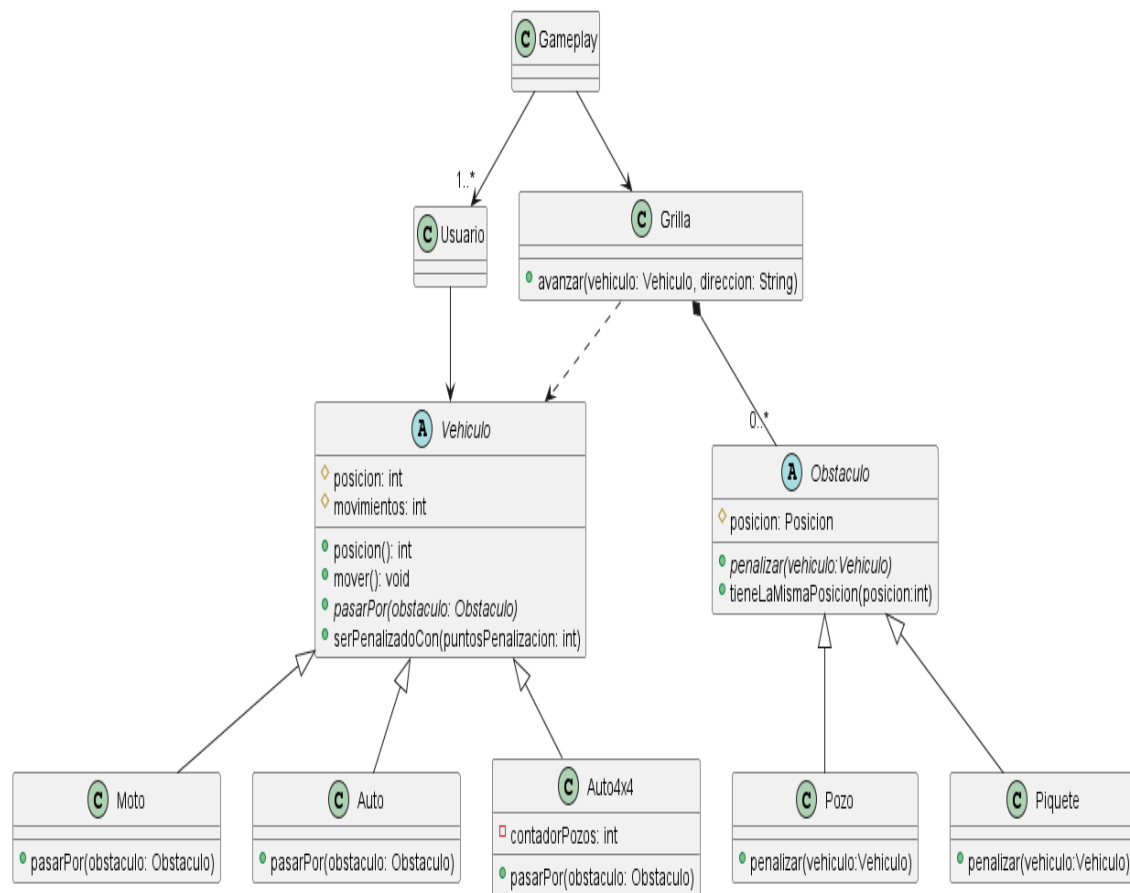 C Gameplay
1..*
C Usuario
C Grilla
avanzar(vehiculo: Vehiculo, direccion: String)
0..*
A Vehiculo
posicion: int
movimientos: int
posicion(): int
mover(): void
pasarPor(obstaculo: Obstaculo)
serPenalizadoCon(puntosPenalizacion: int)
A Obstaculo
posicion: Posicion
penalizar(vehiculo:Vehiculo)
tieneLaMismaPosicion(posicion:int)
C Moto
pasarPor(obstaculo: Obstaculo)
C Auto
pasarPor(obstaculo: Obstaculo)
C Auto4x4
contadorPozos: int
pasarPor(obstaculo: Obstaculo)
C Pozo
penalizar(vehiculo:Vehiculo)
C Piquete
penalizar(vehiculo:Vehiculo)